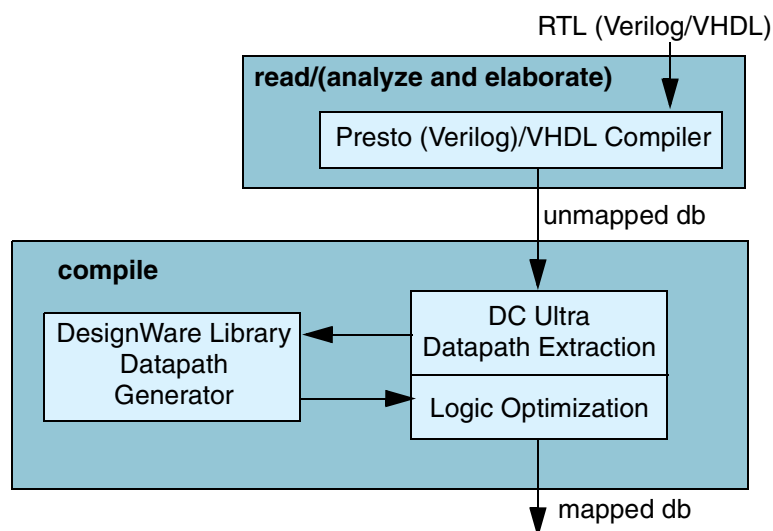 RTL (Verilog/VHDL)
read/(analyze and elaborate)
Presto (Verilog)/VHDL Compiler
unmapped db
compile
DesignWare Library
Datapath
Generator
DC Ultra
Datapath Extraction
Logic Optimization
mapped db